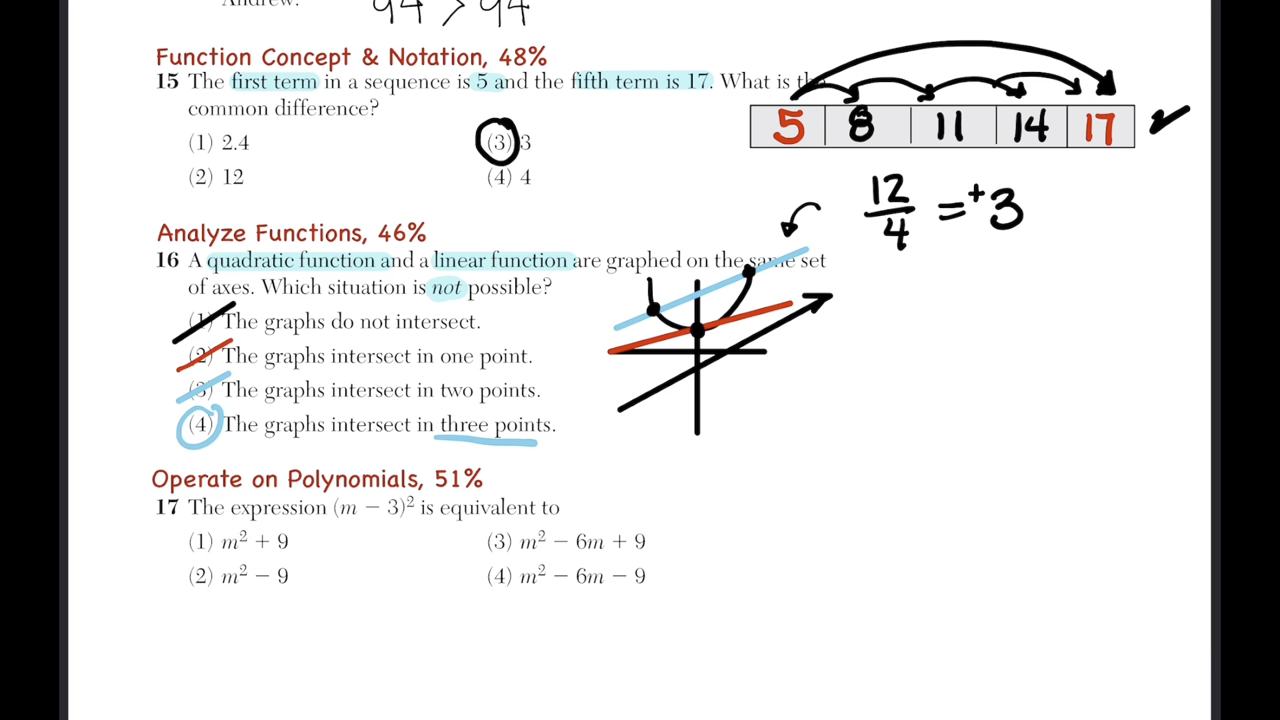 Andrew. 94 > 94
Function Concept & Notation, 48%
15 The first term in a sequence is 5 and the fifth term is 17. What is the
common difference?
5 8 11 14 17
(1) 2.4 (3) 3
(2) 12 (4) 4
12/4 = +3
Analyze Functions, 46%
16 A quadratic function and a linear function are graphed on the same set
of axes. Which situation is not possible?
(1) The graphs do not intersect.
(2) The graphs intersect in one point.
(3) The graphs intersect in two points.
(4) The graphs intersect in three points.
Operate on Polynomials, 51%
17 The expression (m − 3)² is equivalent to
(1) m² + 9 (3) m² − 6m + 9
(2) m² − 9 (4) m² − 6m − 9